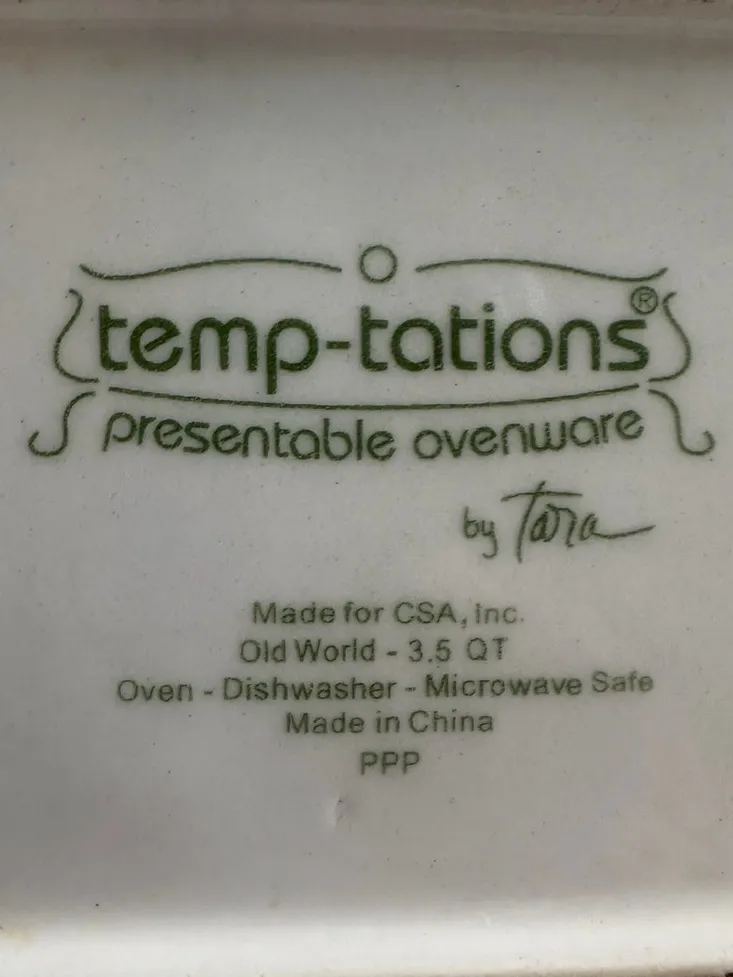 temp-tations®
presentable ovenware
by Tara
Made for CSA, Inc.
Old World - 3.5 QT
Oven - Dishwasher - Microwave Safe
Made in China
PPP